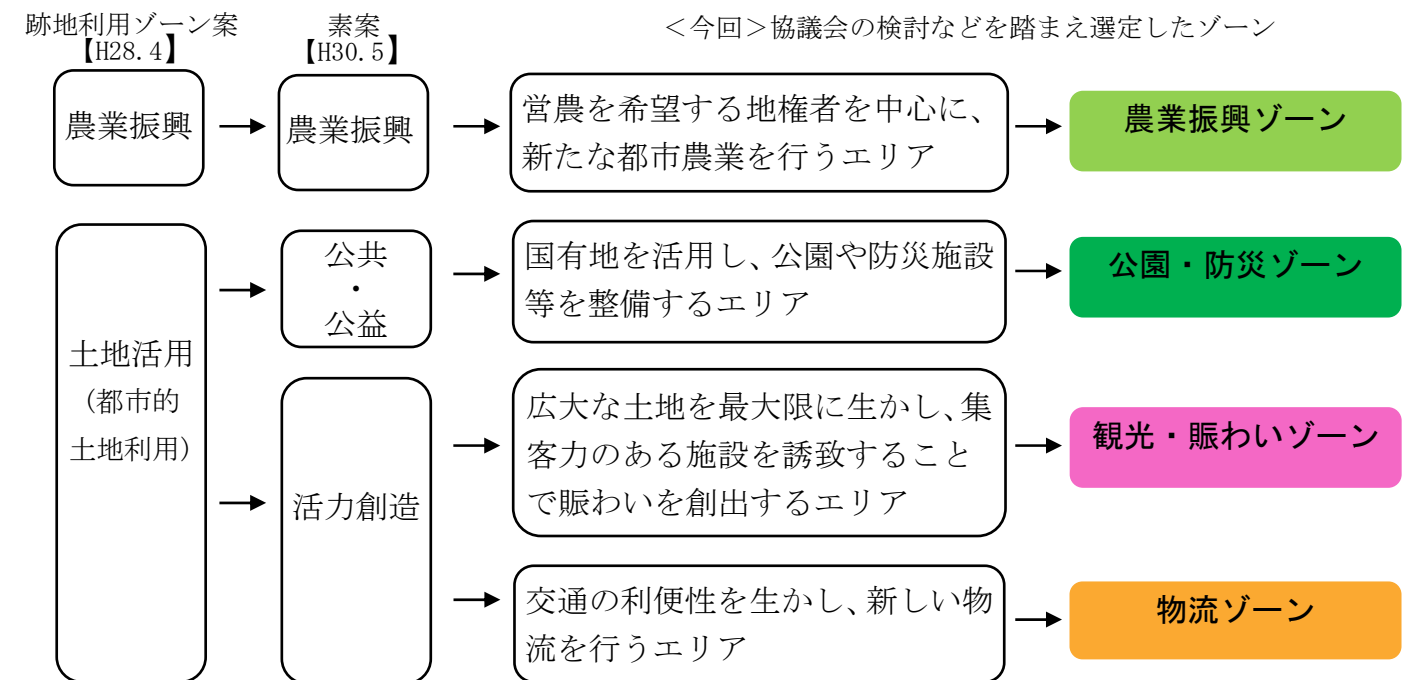 跡地利用ゾーン案
【H28.4】
素案
【H30.5】
＜今回＞協議会の検討などを踏まえ選定したゾーン
農業振興
農業振興
営農を希望する地権者を中心に、
新たな都市農業を行うエリア
農業振興ゾーン
土地活用
（都市的
土地利用）
公共
・
公益
国有地を活用し、公園や防災施設
等を整備するエリア
公園・防災ゾーン
活力創造
広大な土地を最大限に生かし、集
客力のある施設を誘致すること
で賑わいを創出するエリア
観光・賑わいゾーン
交通の利便性を生かし、新しい物
流を行うエリア
物流ゾーン